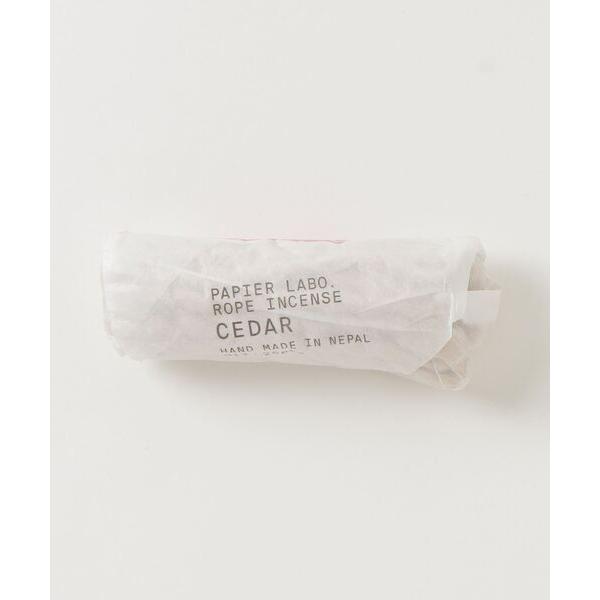 PAPIER LABO.
ROPE INCENSE
CEDAR
HAND MADE IN NEPAL